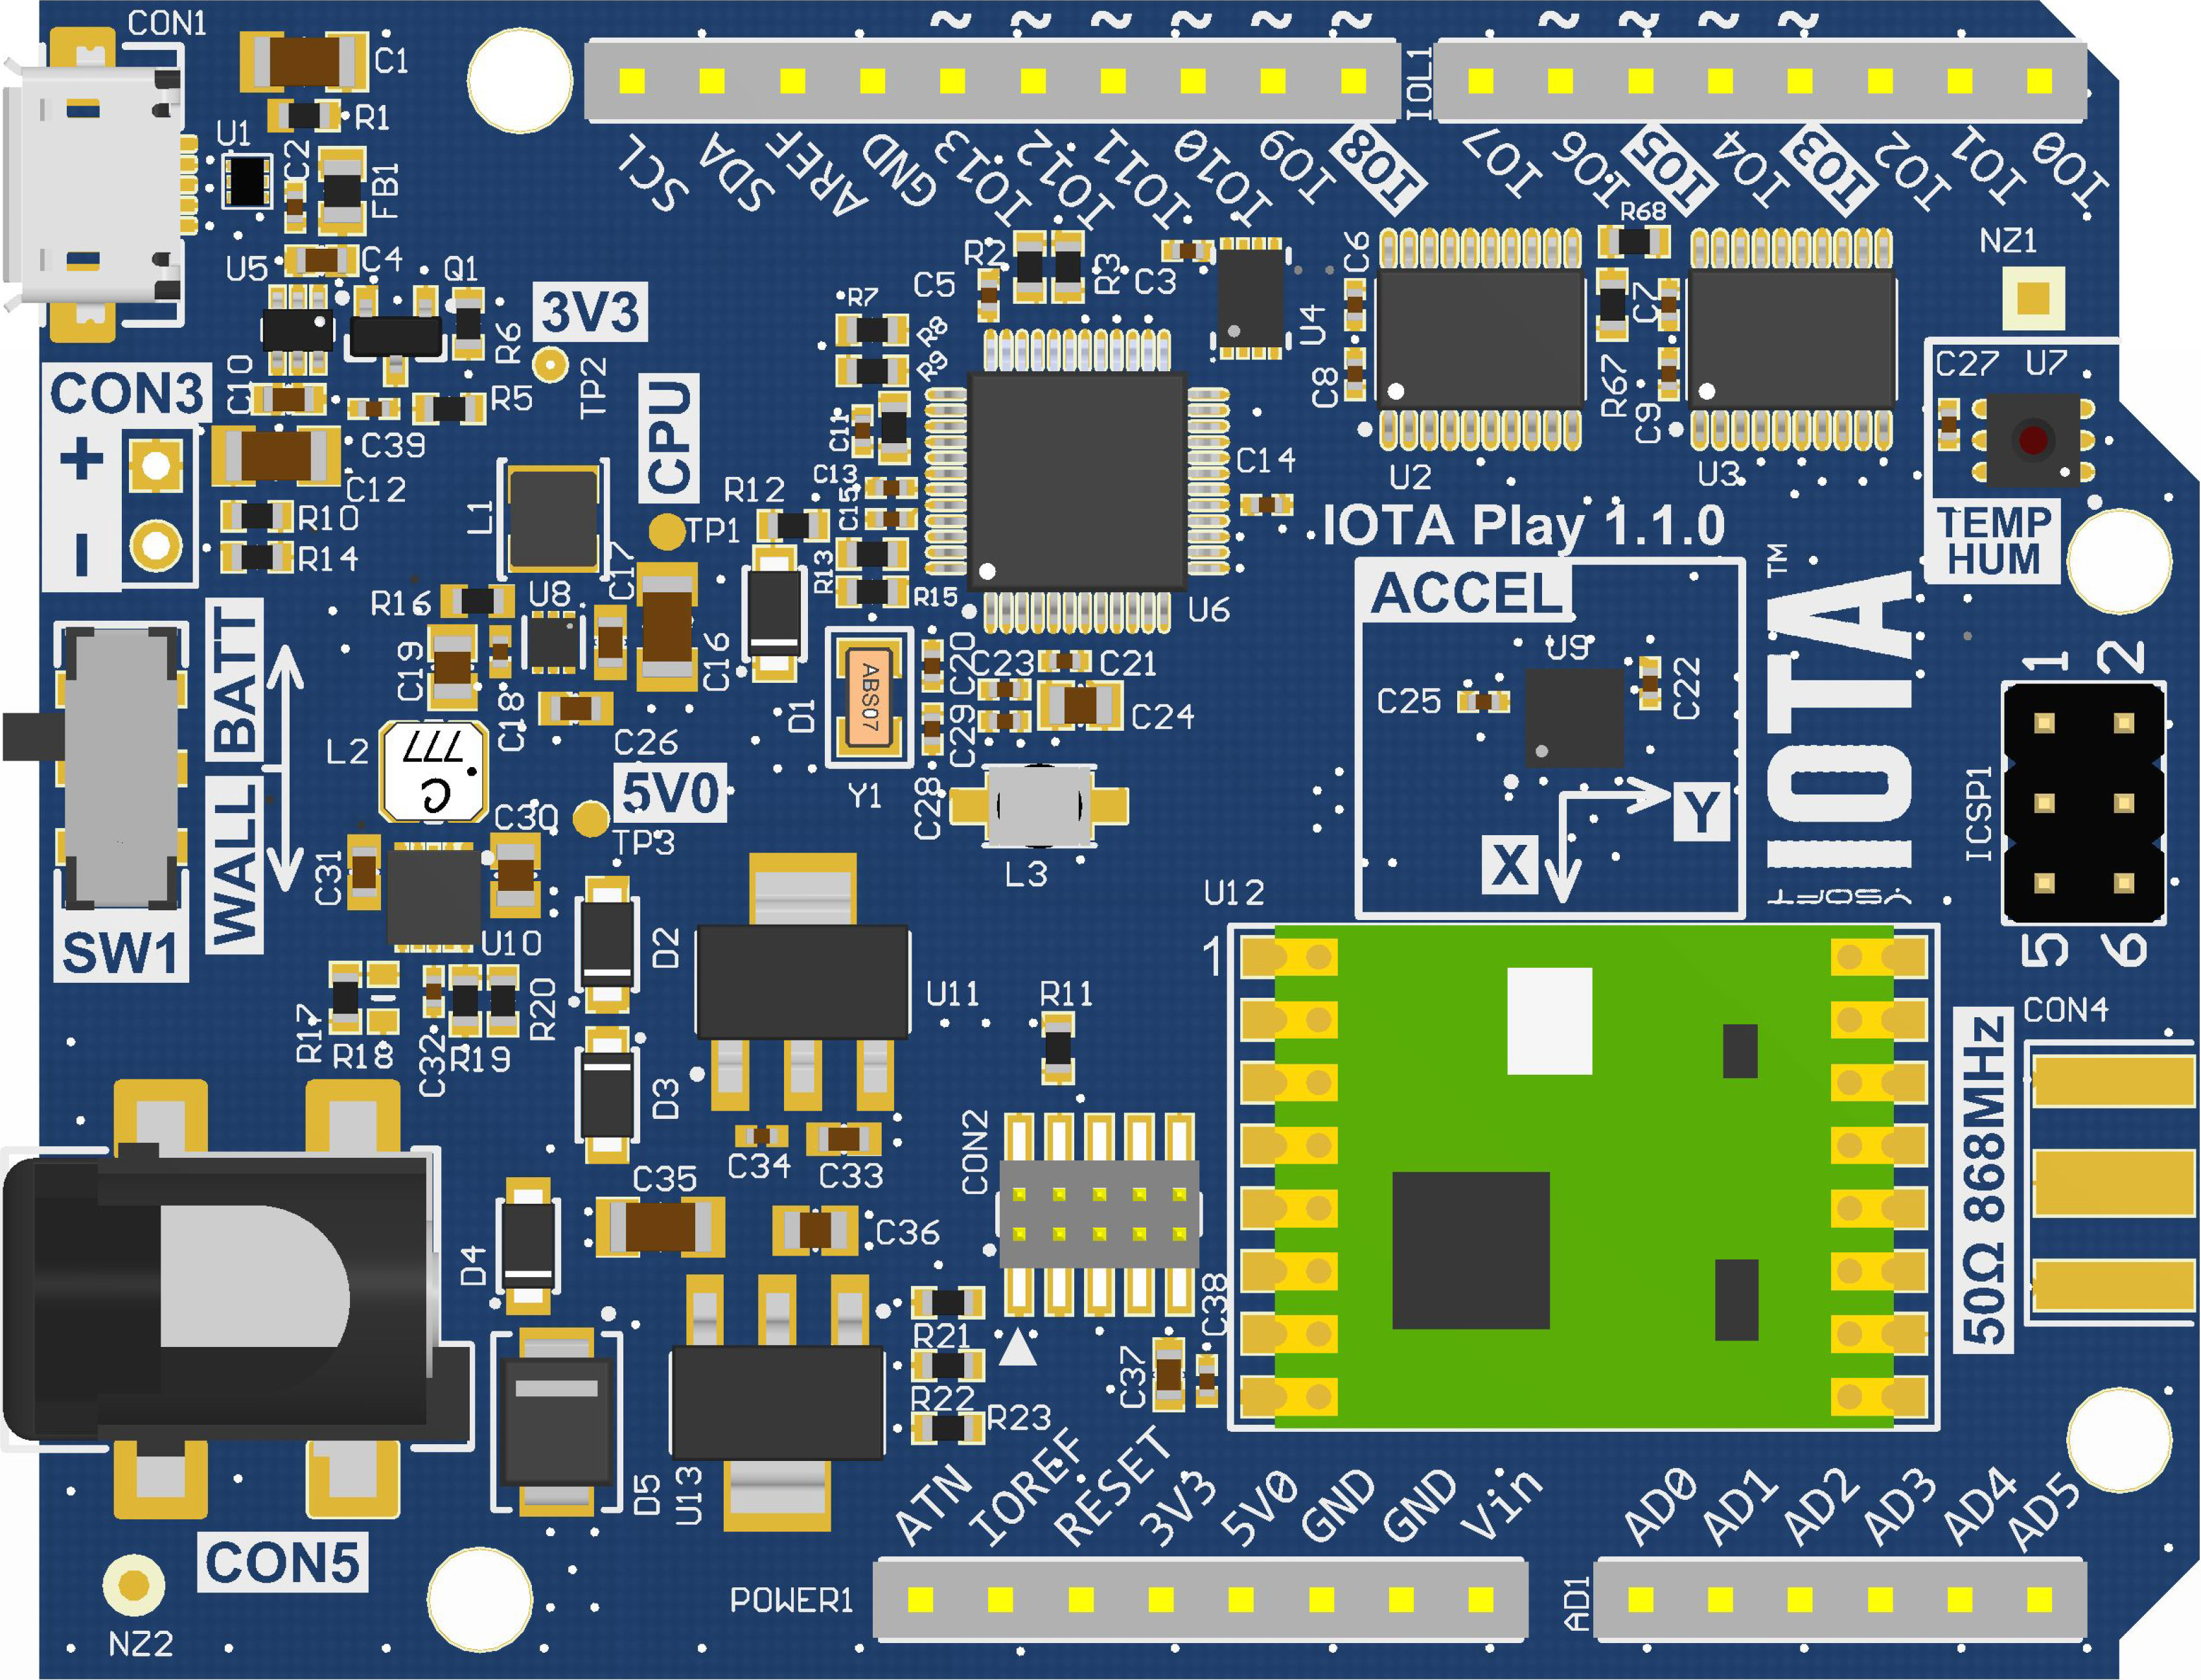 CON1
C1
R1
U1
C2
FB1
U5
C4
Q1
R6
3V3
TP2
CON3
+
-
C10
R5
C39
C12
R10
R14
L1
CPU
TP1
R12
C17
U8
R16
C19
C18
C16
C26
D1
L2
777
C
5V0
TP3
BATT
WALL
SW1
C30
C31
U10
R17
R18
C32
R19
R20
D2
D3
D4
D5
U11
C34
C33
C35
C36
U13
CON5
NZ2
~ ~ ~ ~ ~ ~ ~ ~ ~ ~
IOL1
SCL
SDA
AREF
GND
IO13
IO12
IO11
IO10
IO9
IO8
IO7
IO6
IO5
IO4
IO3
IO2
IO1
IO0
R2
R3
C5
C3
U4
R7
R8
R9
C11
C13
C15
R13
R15
C14
U6
C6
C8
U2
R68
R67
C7
C9
U3
NZ1
C27
U7
TEMP
HUM
IOTA Play 1.1.0
ABS07
Y1
C20
C23
C21
C29
C24
C28
L3
ACCEL
U9
C25
C22
X
Y
IOTA
TM
YSOFT
1
2
ICSP1
5
6
U12
1
R11
CON2
CON4
50Ω 868MHz
R21
R22
R23
C37
C38
ATN
IOREF
RESET
3V3
5V0
GND
GND
Vin
AD0
AD1
AD2
AD3
AD4
AD5
POWER1
AD1